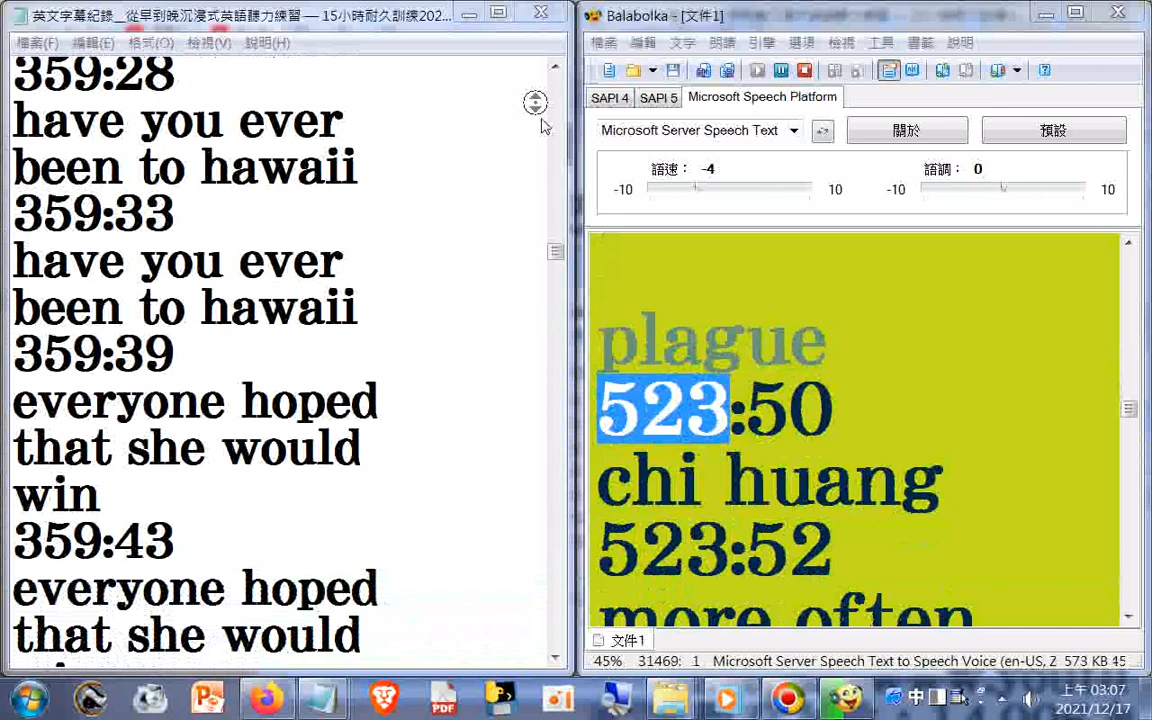 英文字幕紀錄__從早到晚沉浸式英語聽力練習 — 15小時耐久訓練202...
檔案(F) 編輯(E) 格式(O) 檢視(V) 說明(H)
359:28
have you ever
been to hawaii
359:33
have you ever
been to hawaii
359:39
everyone hoped
that she would
win
359:43
everyone hoped
that she would
Balabolka - [文件1]
檔案 編輯 文字 朗讀 引擎 選項 檢視 工具 書籤 說明
SAPI 4 SAPI 5 Microsoft Speech Platform
Microsoft Server Speech Text 關於 預設
語速： -4 語調： 0
-10 10 -10 10
plague
523:50
chi huang
523:52
more often
文件1
45% 31469: 1 Microsoft Server Speech Text to Speech Voice (en-US, Z 573 KB 45
PDF 中 上午 03:07
2021/12/17